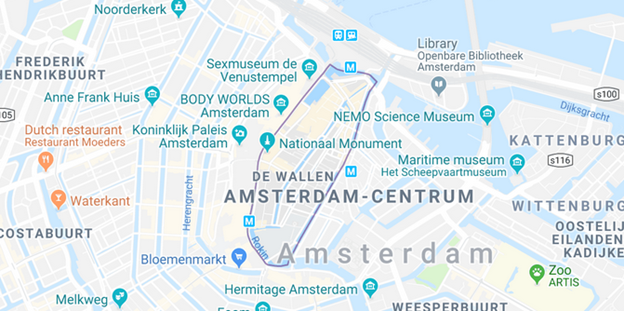 Noorderkerk
FREDERIK
HENDRIKBUURT
Sexmuseum de
Venustempel
Library
Openbare Bibliotheek
Amsterdam
Anne Frank Huis
BODY WORLDS
Amsterdam
s100
Dijksgracht
105
Dutch restaurant
Restaurant Moeders
Koninklijk Paleis
Amsterdam
Nationaal Monument
NEMO Science Museum
KATTENBURG
Maritime museum
Het Scheepvaartmuseum
s116
DE WALLEN
AMSTERDAM-CENTRUM
WITTENBURG
Waterkant
Herengracht
COSTABUURT
Rokin
Amsterdam
OOSTELIJ
EILANDEN
KADIJKE
Bloemenmarkt
Zoo
ARTIS
Melkweg
Hermitage Amsterdam
Foam
WEESPERBUURT
M
M
M